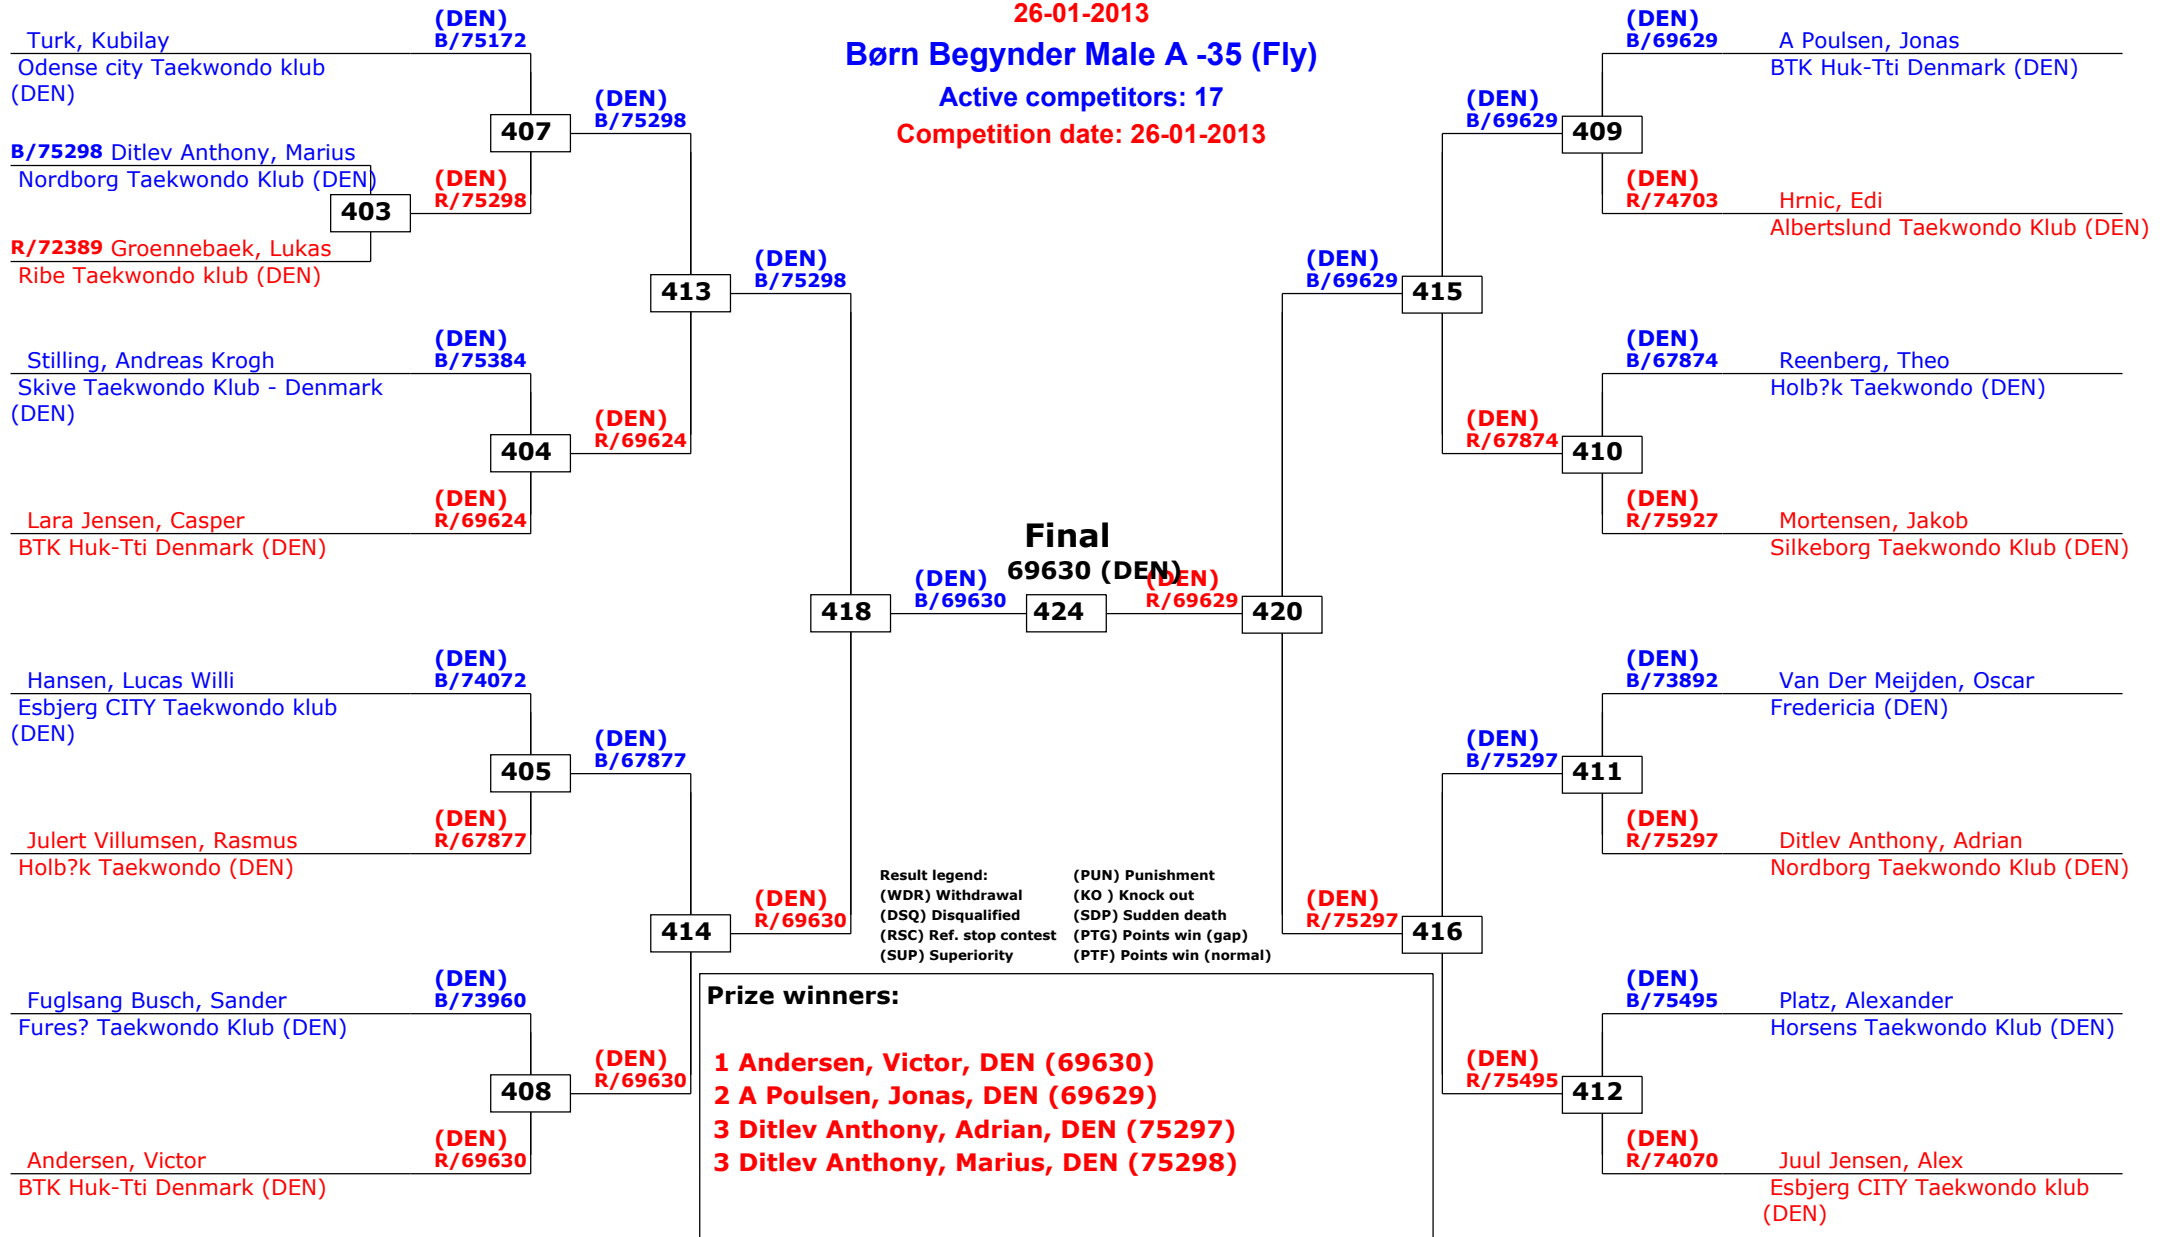 26-01-2013
Børn Begynder Male A -35 (Fly)
Active competitors: 17
Competition date: 26-01-2013
(DEN)
Turk, Kubilay B/75172
Odense city Taekwondo klub
(DEN)
(DEN)
B/75298
407
B/75298 Ditlev Anthony, Marius
Nordborg Taekwondo Klub (DEN)
(DEN)
R/75298
403
R/72389 Groennebaek, Lukas
Ribe Taekwondo klub (DEN)
(DEN)
B/75298
413
(DEN)
Stilling, Andreas Krogh B/75384
Skive Taekwondo Klub - Denmark
(DEN)
(DEN)
R/69624
404
(DEN)
Lara Jensen, Casper R/69624
BTK Huk-Tti Denmark (DEN)
(DEN)
Hansen, Lucas Willi B/74072
Esbjerg CITY Taekwondo klub
(DEN)
(DEN)
B/67877
405
(DEN)
Julert Villumsen, Rasmus R/67877
Holb?k Taekwondo (DEN)
(DEN)
R/69630
414
(DEN)
Fuglsang Busch, Sander B/73960
Fures? Taekwondo Klub (DEN)
(DEN)
R/69630
408
(DEN)
Andersen, Victor R/69630
BTK Huk-Tti Denmark (DEN)
Final
69630 (DEN)
(DEN)
B/69630
(DEN)
R/69629
418
424
420
(DEN)
B/69629 A Poulsen, Jonas
BTK Huk-Tti Denmark (DEN)
(DEN)
B/69629
409
(DEN)
R/74703 Hrnic, Edi
Albertslund Taekwondo Klub (DEN)
(DEN)
B/69629
415
(DEN)
B/67874 Reenberg, Theo
Holb?k Taekwondo (DEN)
(DEN)
R/67874
410
(DEN)
R/75927 Mortensen, Jakob
Silkeborg Taekwondo Klub (DEN)
(DEN)
B/73892 Van Der Meijden, Oscar
Fredericia (DEN)
(DEN)
B/75297
411
(DEN)
R/75297 Ditlev Anthony, Adrian
Nordborg Taekwondo Klub (DEN)
(DEN)
R/75297
416
(DEN)
B/75495 Platz, Alexander
Horsens Taekwondo Klub (DEN)
(DEN)
R/75495
412
(DEN)
R/74070 Juul Jensen, Alex
Esbjerg CITY Taekwondo klub
(DEN)
Result legend: (PUN) Punishment
(WDR) Withdrawal (KO ) Knock out
(DSQ) Disqualified (SDP) Sudden death
(RSC) Ref. stop contest (PTG) Points win (gap)
(SUP) Superiority (PTF) Points win (normal)
Prize winners:
1 Andersen, Victor, DEN (69630)
2 A Poulsen, Jonas, DEN (69629)
3 Ditlev Anthony, Adrian, DEN (75297)
3 Ditlev Anthony, Marius, DEN (75298)